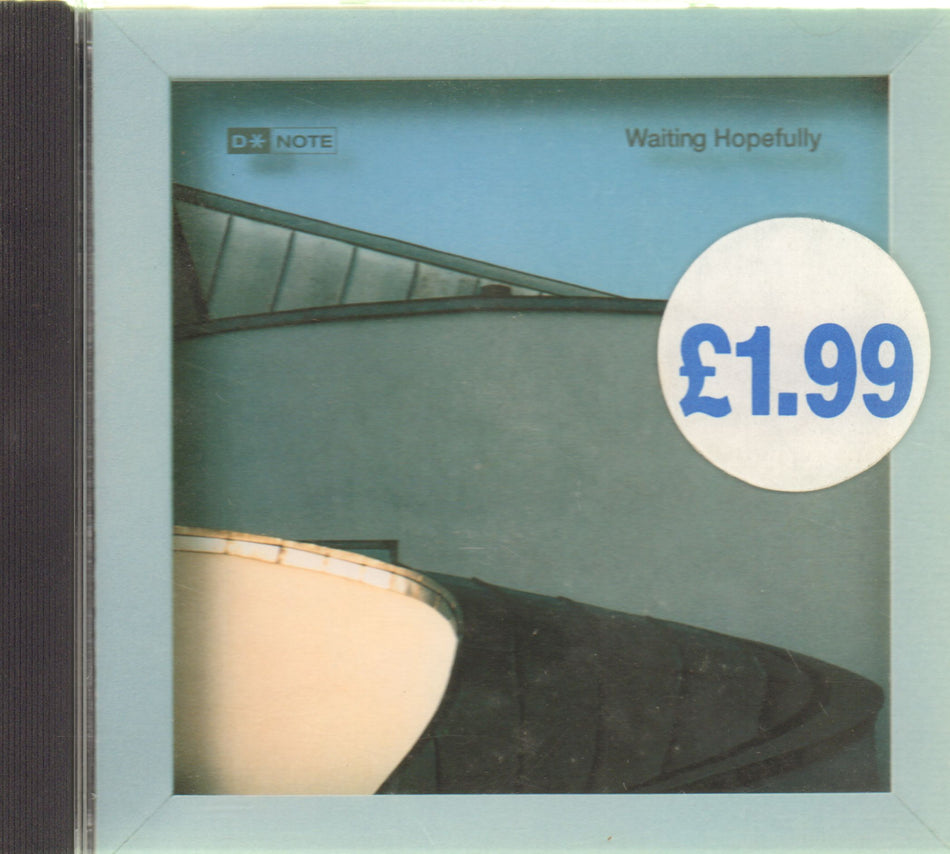 D* NOTE
Waiting Hopefully
£1.99